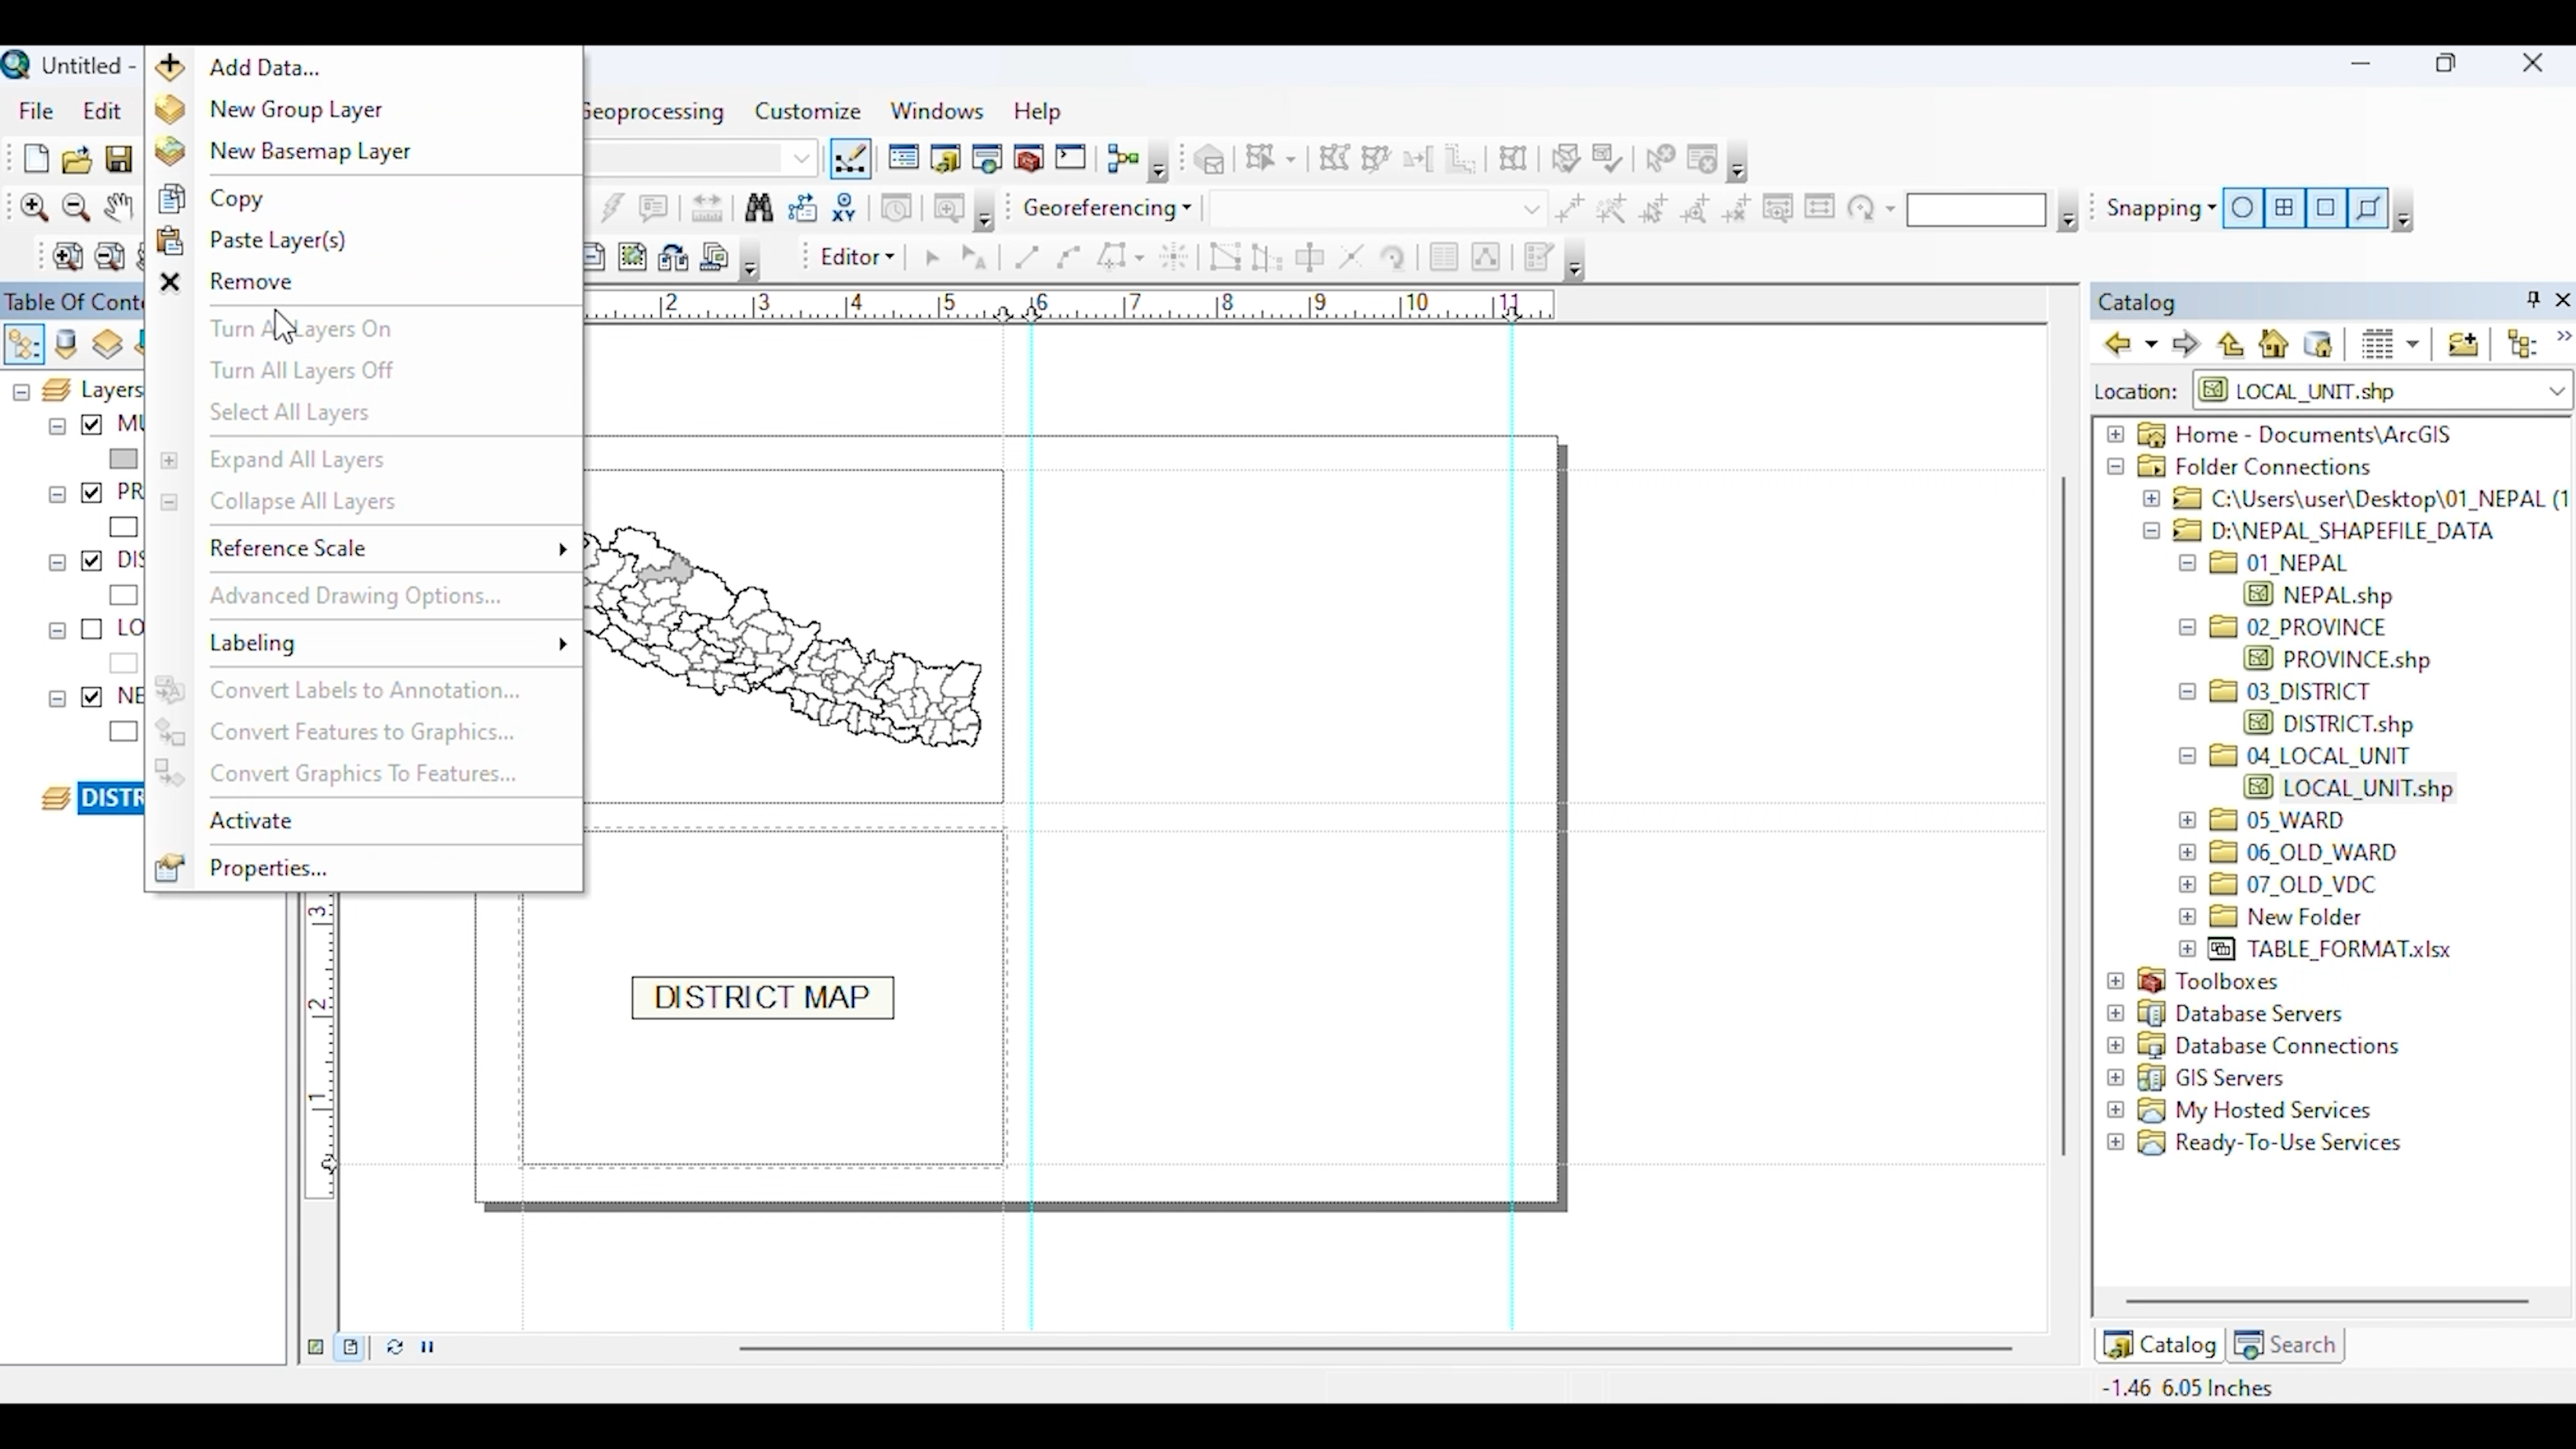 Untitled -
File Edit Geoprocessing Customize Windows Help
Add Data...
New Group Layer
New Basemap Layer
Copy
Paste Layer(s)
Remove
Turn All Layers On
Turn All Layers Off
Select All Layers
Expand All Layers
Collapse All Layers
Reference Scale
Advanced Drawing Options...
Labeling
Convert Labels to Annotation...
Convert Features to Graphics...
Convert Graphics To Features...
Activate
Properties...
XY
Georeferencing
Snapping
Editor
Table Of Conte
Layers
MU
PR
DIS
LO
NE
DISTR
2 3 4 5 6 7 8 9 10 11
3
2
1
DISTRICT MAP
Catalog
Location: LOCAL_UNIT.shp
Home - Documents\ArcGIS
Folder Connections
C:\Users\user\Desktop\01_NEPAL (1
D:\NEPAL_SHAPEFILE_DATA
01_NEPAL
NEPAL.shp
02_PROVINCE
PROVINCE.shp
03_DISTRICT
DISTRICT.shp
04_LOCAL_UNIT
LOCAL_UNIT.shp
05_WARD
06_OLD_WARD
07_OLD_VDC
New Folder
TABLE_FORMAT.xlsx
Toolboxes
Database Servers
Database Connections
GIS Servers
My Hosted Services
Ready-To-Use Services
Catalog Search
-1.46 6.05 Inches